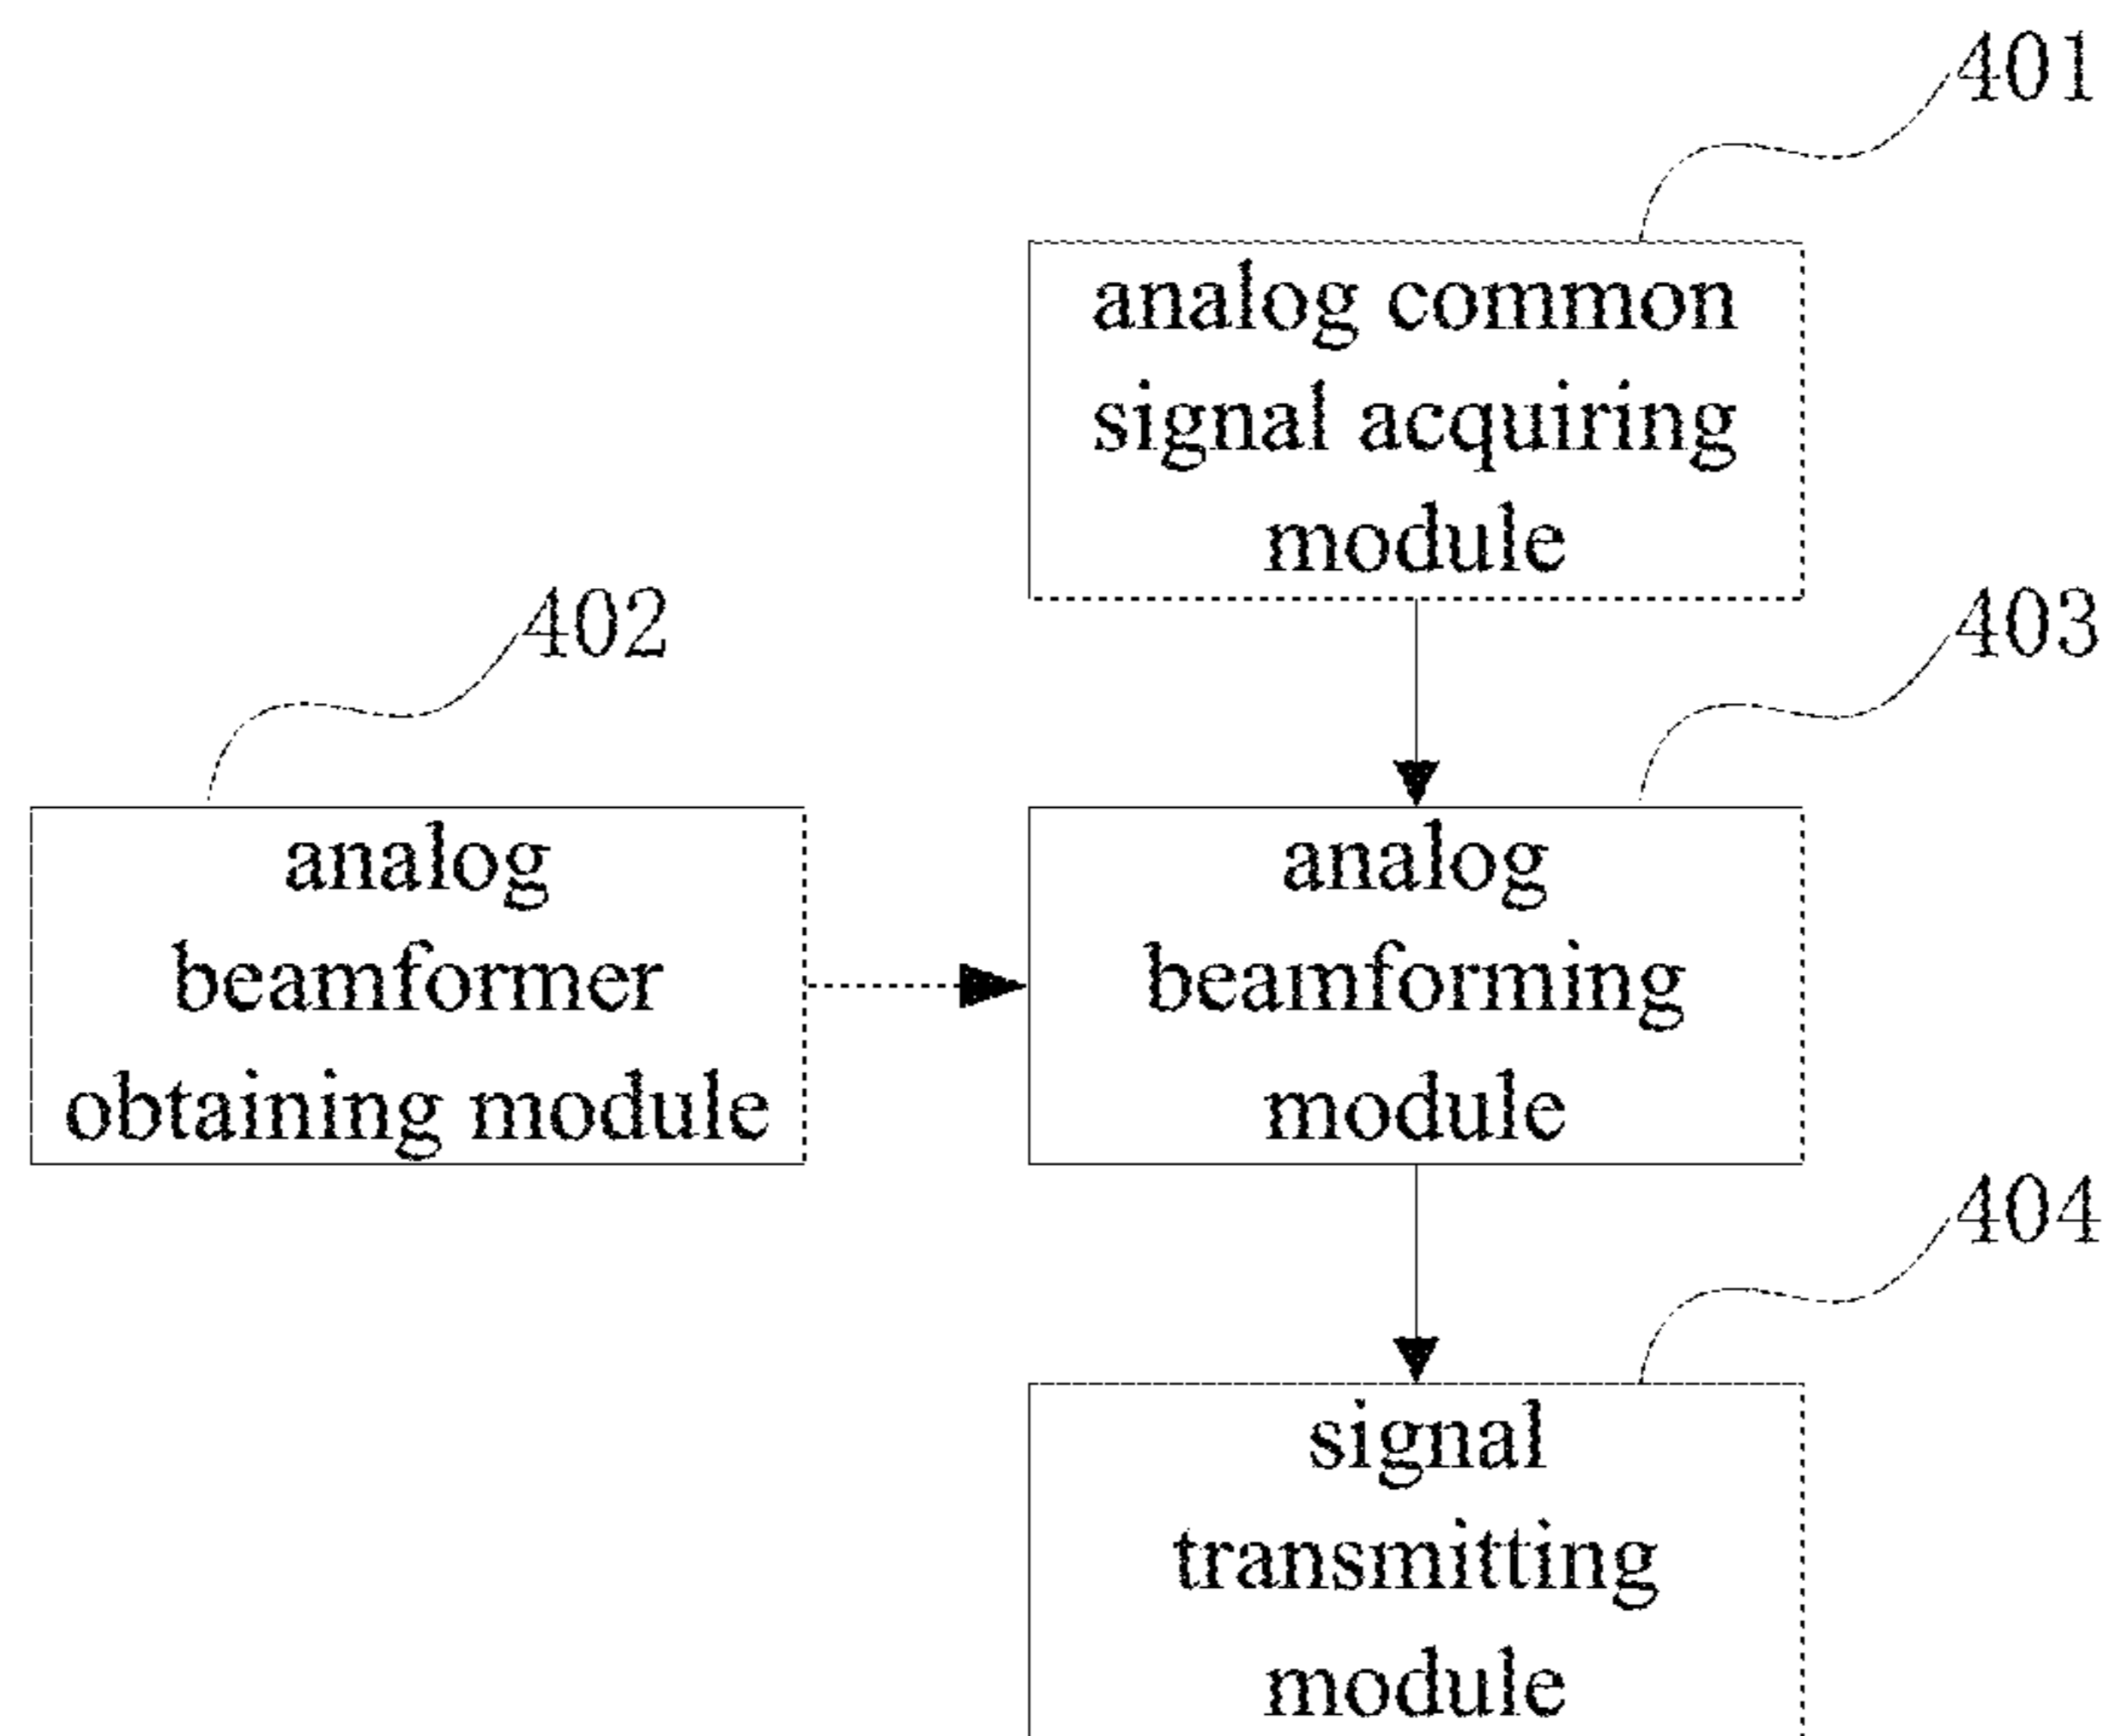 401
analog common
signal acquiring
module
402
403
analog
beamformer
obtaining module
analog
beamforming
module
404
signal
transmitting
module